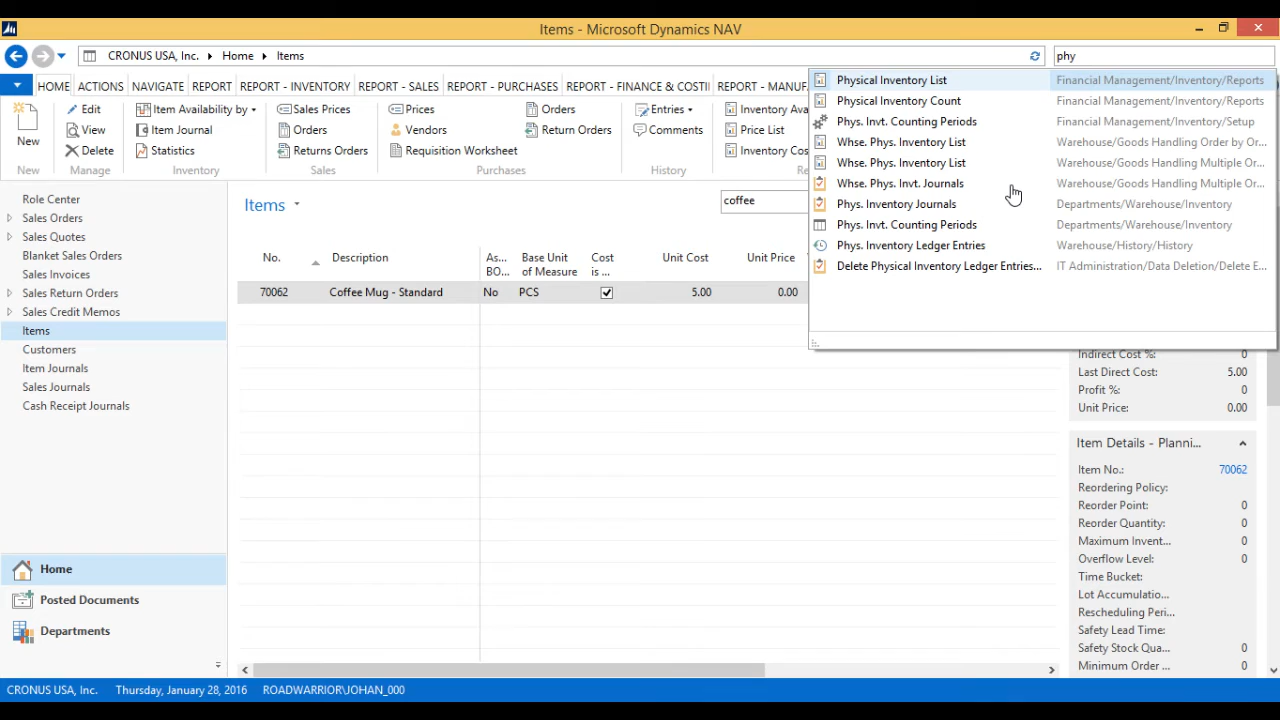 Items - Microsoft Dynamics NAV
CRONUS USA, Inc. Home Items
phy
HOME ACTIONS NAVIGATE REPORT REPORT - INVENTORY REPORT - SALES REPORT - PURCHASES REPORT - FINANCE & COSTII REPORT - MANUF
New
Edit
View
Delete
Manage
Item Availability by
Item Journal
Statistics
Inventory
Sales Prices
Orders
Returns Orders
Sales
Prices
Vendors
Requisition Worksheet
Orders
Return Orders
Purchases
Entries
Comments
History
Inventory Ava
Price List
Inventory Cos
Re
New
Physical Inventory List Financial Management/Inventory/Reports
Physical Inventory Count Financial Management/Inventory/Reports
Phys. Invt. Counting Periods Financial Management/Inventory/Setup
Whse. Phys. Inventory List Warehouse/Goods Handling Order by Or...
Whse. Phys. Inventory List Warehouse/Goods Handling Multiple Or...
Whse. Phys. Invt. Journals Warehouse/Goods Handling Multiple Or...
Phys. Inventory Journals Departments/Warehouse/Inventory
Phys. Invt. Counting Periods Departments/Warehouse/Inventory
Phys. Inventory Ledger Entries Warehouse/History/History
Delete Physical Inventory Ledger Entries... IT Administration/Data Deletion/Delete E...
Role Center
Sales Orders
Sales Quotes
Blanket Sales Orders
Sales Invoices
Sales Return Orders
Sales Credit Memos
Items
Customers
Item Journals
Sales Journals
Cash Receipt Journals
Home
Posted Documents
Departments
Items
coffee
No. Description As... BO... Base Unit of Measure Cost is ... Unit Cost Unit Price
70062 Coffee Mug - Standard No PCS 5.00 0.00
Indirect Cost %: 0
Last Direct Cost: 5.00
Profit %: 0
Unit Price: 0.00
Item Details - Planni...
Item No.: 70062
Reordering Policy:
Reorder Point: 0
Reorder Quantity: 0
Maximum Invent... 0
Overflow Level: 0
Time Bucket:
Lot Accumulatio...
Rescheduling Peri...
Safety Lead Time:
Safety Stock Qua... 0
Minimum Order ... 0
CRONUS USA, Inc. Thursday, January 28, 2016 ROADWARRIOR\JOHAN_000